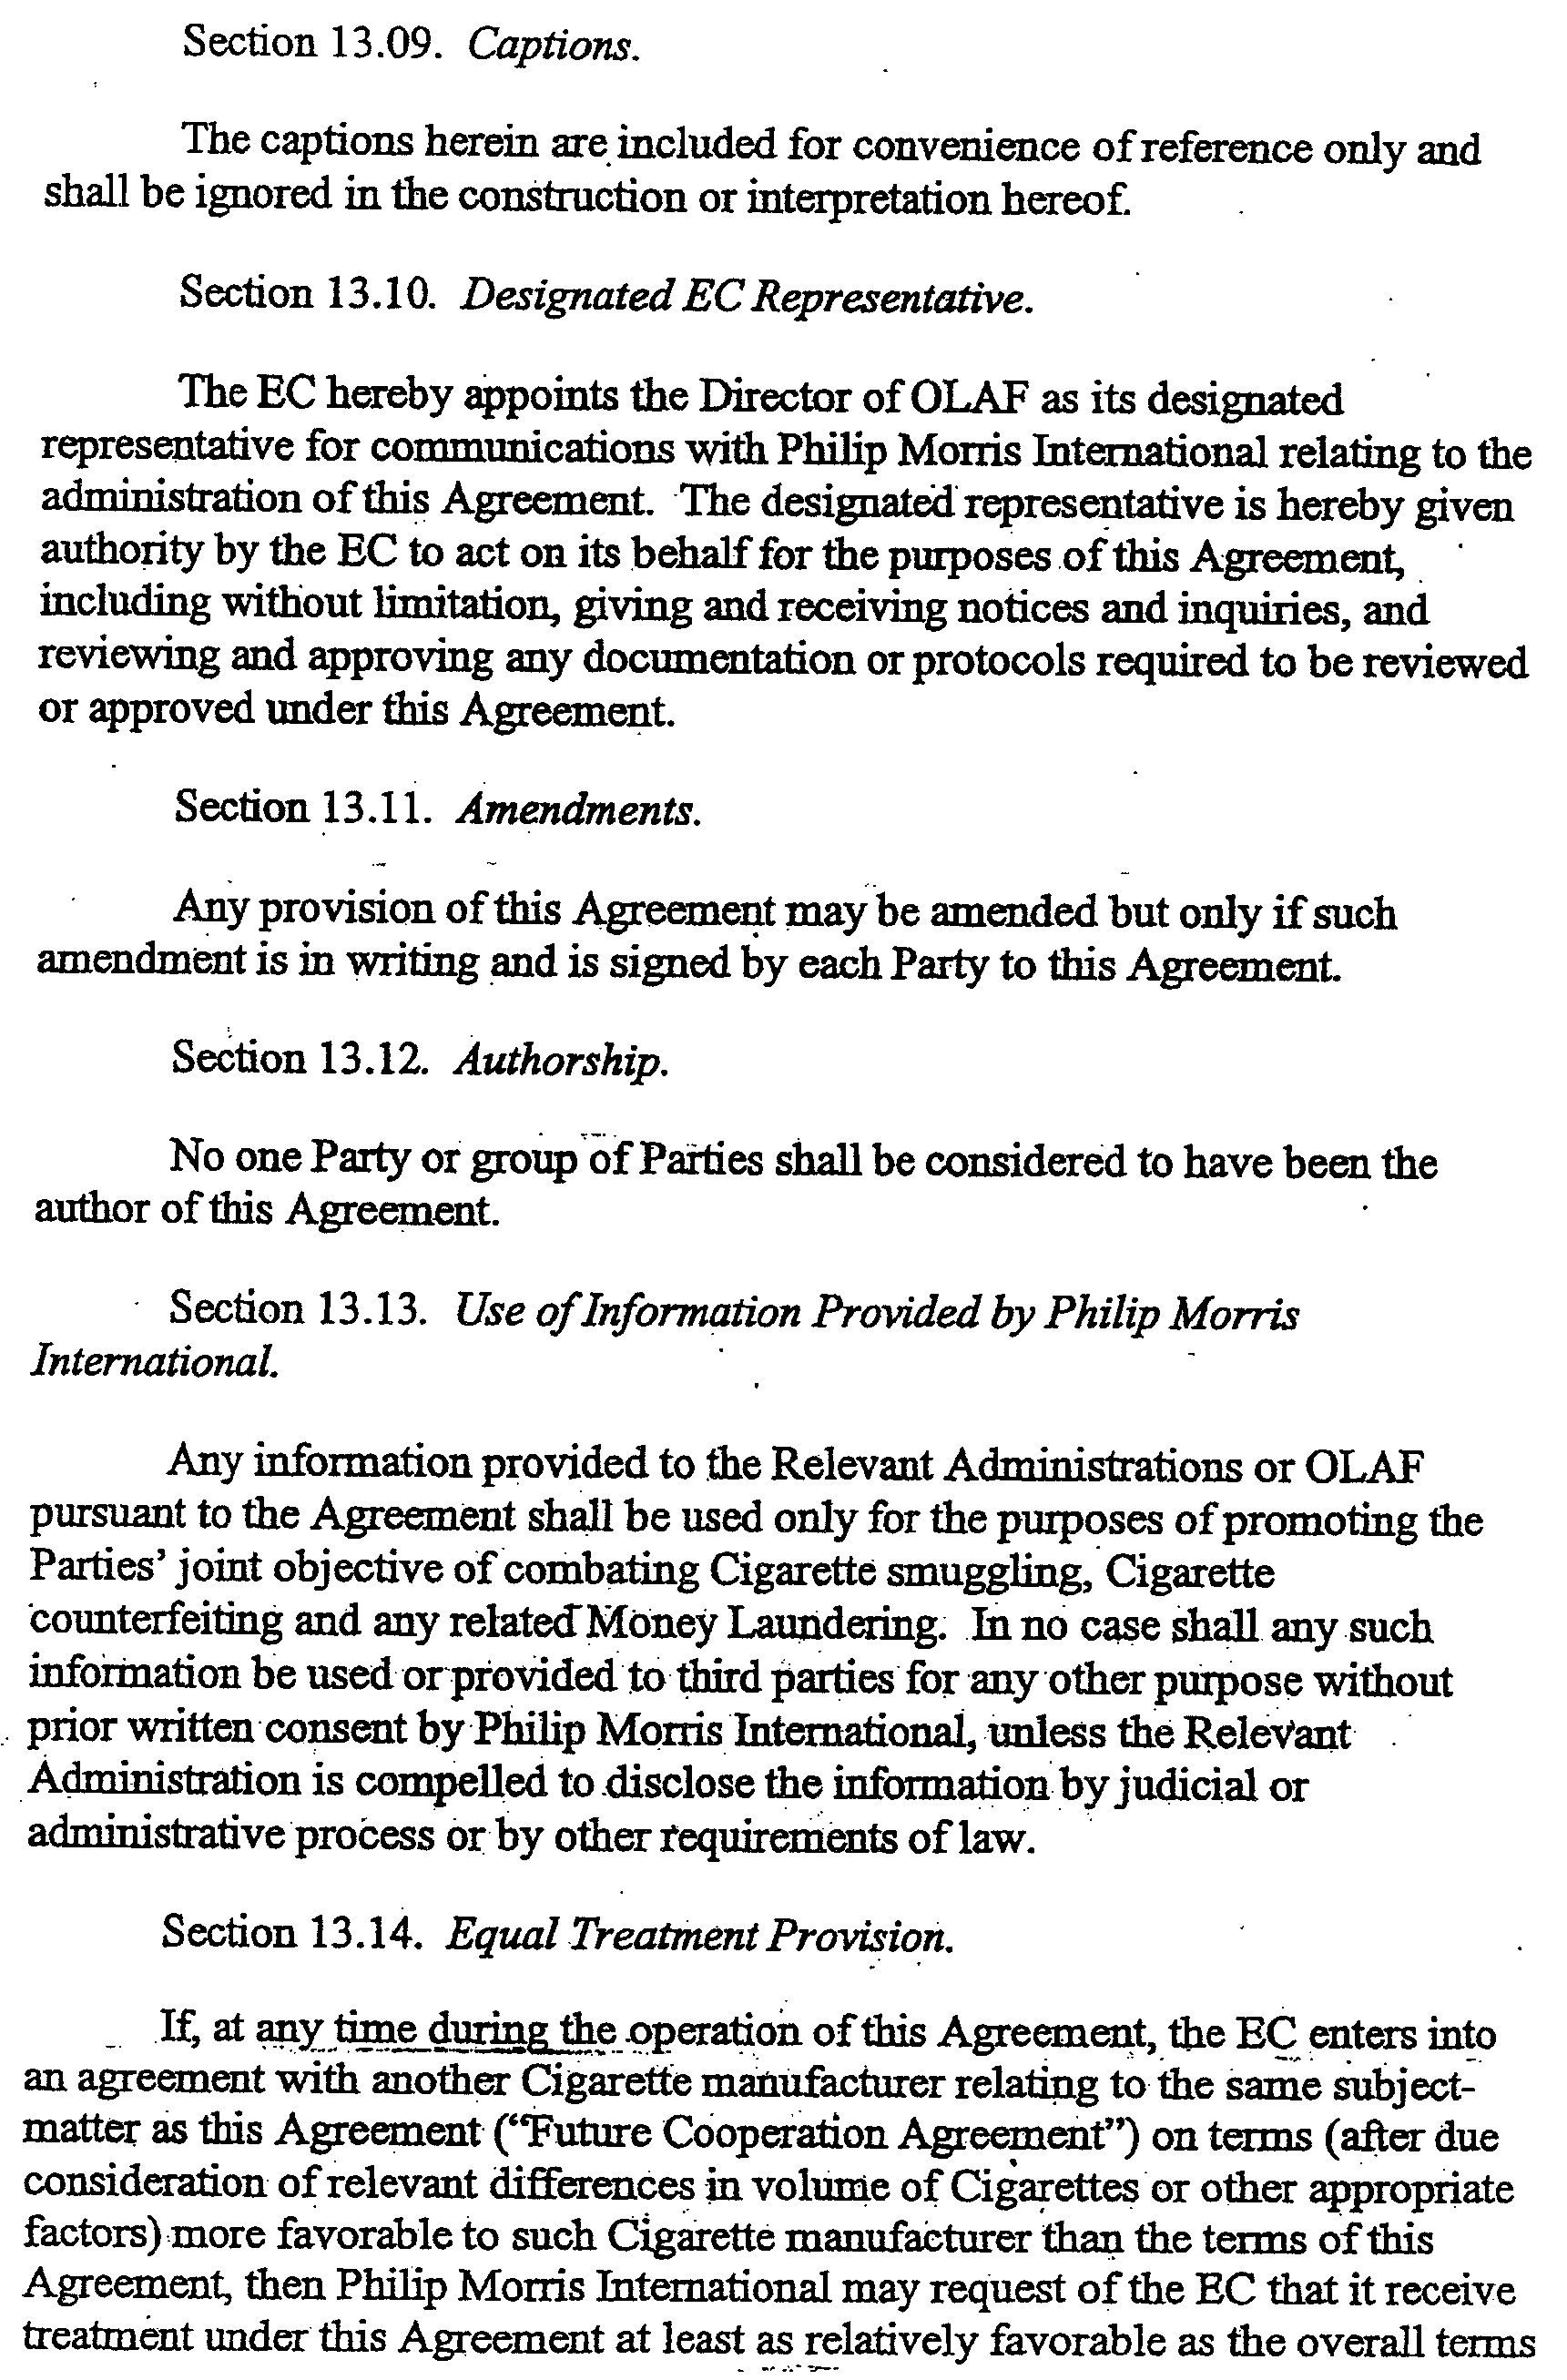 Section 13.09. Captions.
The captions herein are included for convenience of reference only and
shall be ignored in the construction or interpretation hereof.
Section 13.10. Designated EC Representative.
The EC hereby appoints the Director of OLAF as its designated
representative for communications with Philip Morris International relating to the
administration of this Agreement. The designated representative is hereby given
authority by the EC to act on its behalf for the purposes of this Agreement,
including without limitation, giving and receiving notices and inquiries, and
reviewing and approving any documentation or protocols required to be reviewed
or approved under this Agreement.
Section 13.11. Amendments.
Any provision of this Agreement may be amended but only if such
amendment is in writing and is signed by each Party to this Agreement.
Section 13.12. Authorship.
No one Party or group of Parties shall be considered to have been the
author of this Agreement.
Section 13.13. Use of Information Provided by Philip Morris
International.
Any information provided to the Relevant Administrations or OLAF
pursuant to the Agreement shall be used only for the purposes of promoting the
Parties’ joint objective of combating Cigarette smuggling, Cigarette
counterfeiting and any related Money Laundering. In no case shall any such
information be used or provided to third parties for any other purpose without
prior written consent by Philip Morris International, unless the Relevant
Administration is compelled to disclose the information by judicial or
administrative process or by other requirements of law.
Section 13.14. Equal Treatment Provision.
If, at any time during the operation of this Agreement, the EC enters into
an agreement with another Cigarette manufacturer relating to the same subject-
matter as this Agreement (“Future Cooperation Agreement”) on terms (after due
consideration of relevant differences in volume of Cigarettes or other appropriate
factors) more favorable to such Cigarette manufacturer than the terms of this
Agreement, then Philip Morris International may request of the EC that it receive
treatment under this Agreement at least as relatively favorable as the overall terms